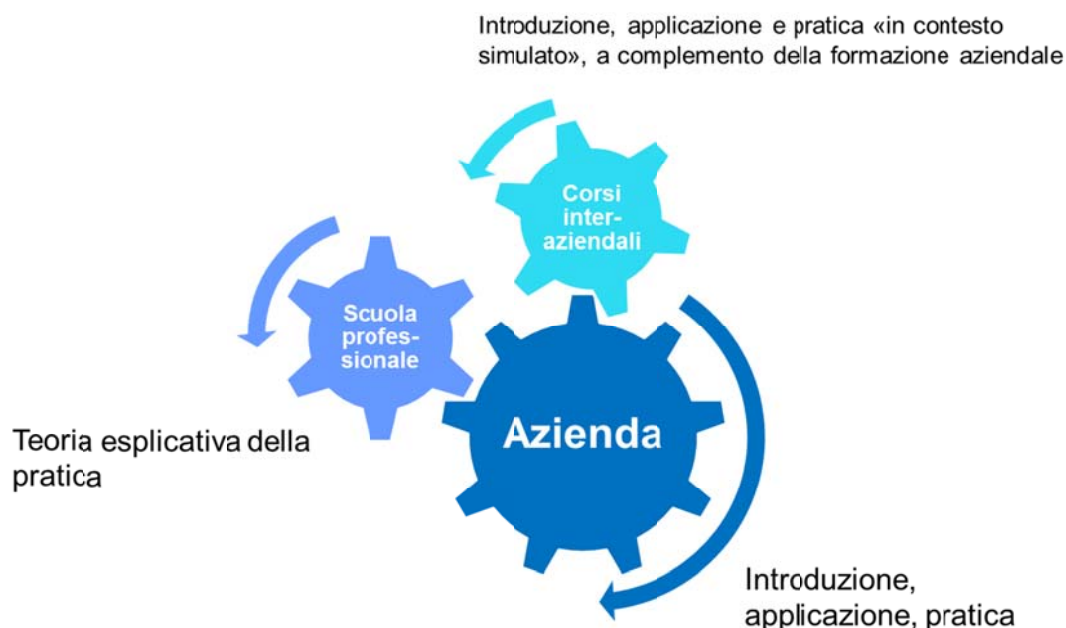 Introduzione, applicazione e pratica «in contesto
simulato», a complemento della formazione aziendale
Corsi
inter-
aziendali
Scuola
profes-
sionale
Azienda
Teoria esplicativa della
pratica
Introduzione,
applicazione, pratica